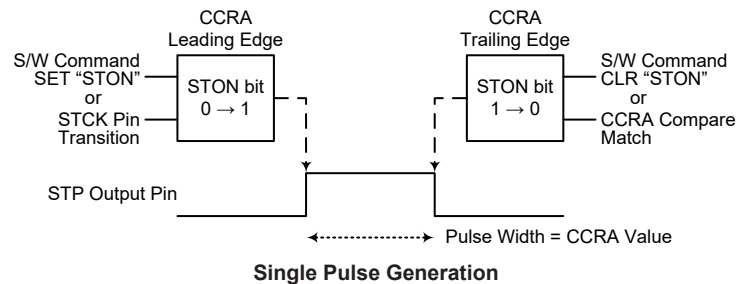 CCRA
Leading Edge
CCRA
Trailing Edge
S/W Command
SET “STON”
or
STCK Pin
Transition
STON bit
0 → 1
STON bit
1 → 0
S/W Command
CLR “STON”
or
CCRA Compare
Match
STP Output Pin
Pulse Width = CCRA Value
Single Pulse Generation